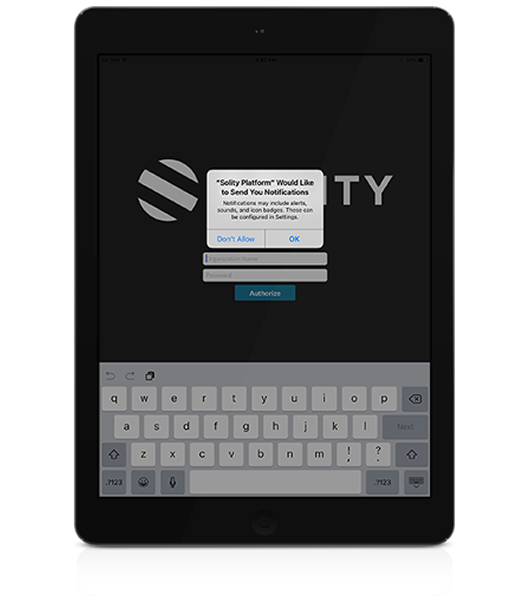 ITY
"Solity Platform" Would Like
to Send You Notifications
Notifications may include alerts,
sounds, and icon badges. These can
be configured in Settings.
Don't Allow OK
Organization Name
Password
Authorize
q w e r t y u i o p
a s d f g h j k l Next
z x c v b n m ! , ? .
.?123 .?123